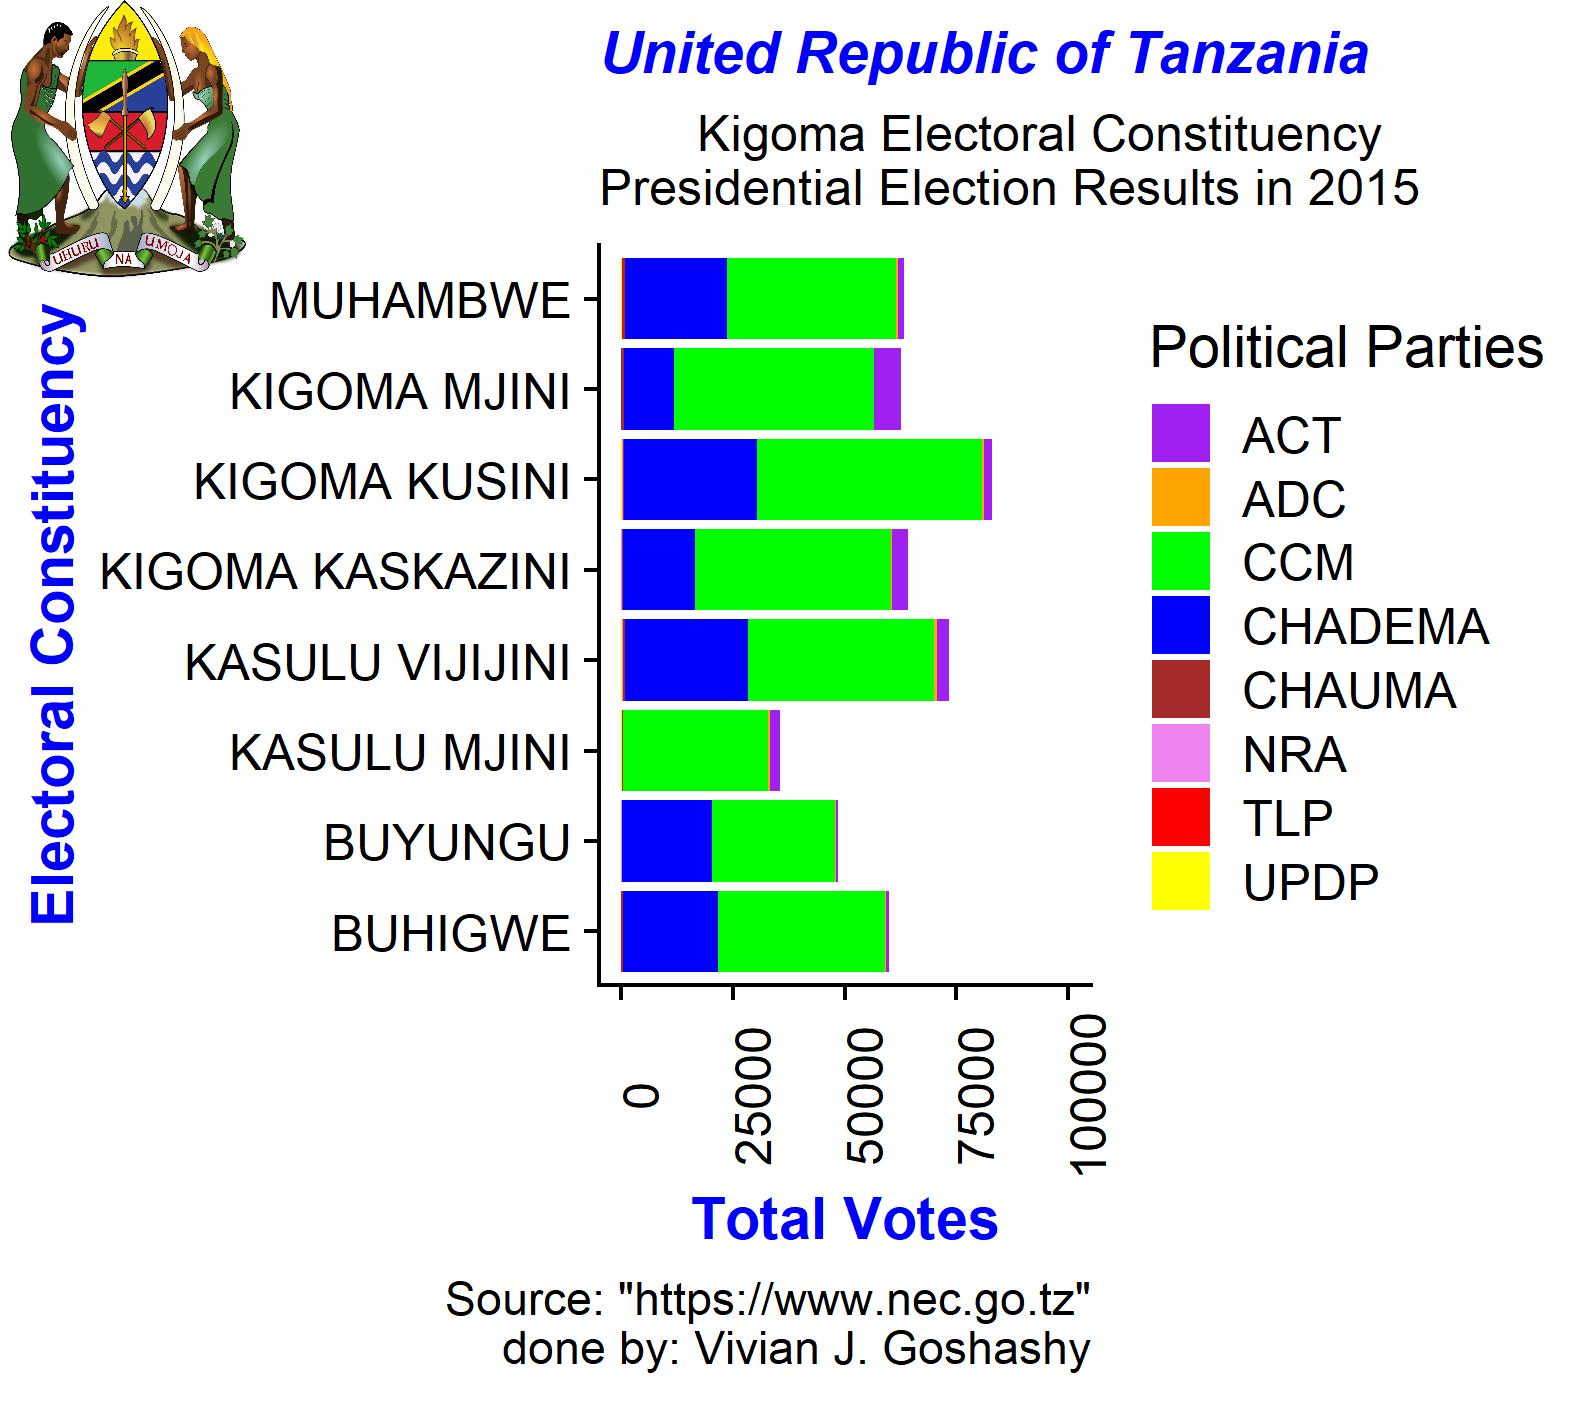 United Republic of Tanzania
Kigoma Electoral Constituency
Presidential Election Results in 2015
UHURU NA UMOJA
Electoral Constituency
MUHAMBWE
KIGOMA MJINI
KIGOMA KUSINI
KIGOMA KASKAZINI
KASULU VIJIJINI
KASULU MJINI
BUYUNGU
BUHIGWE
0
25000
50000
75000
100000
Total Votes
Political Parties
ACT
ADC
CCM
CHADEMA
CHAUMA
NRA
TLP
UPDP
Source: "https://www.nec.go.tz"
done by: Vivian J. Goshashy